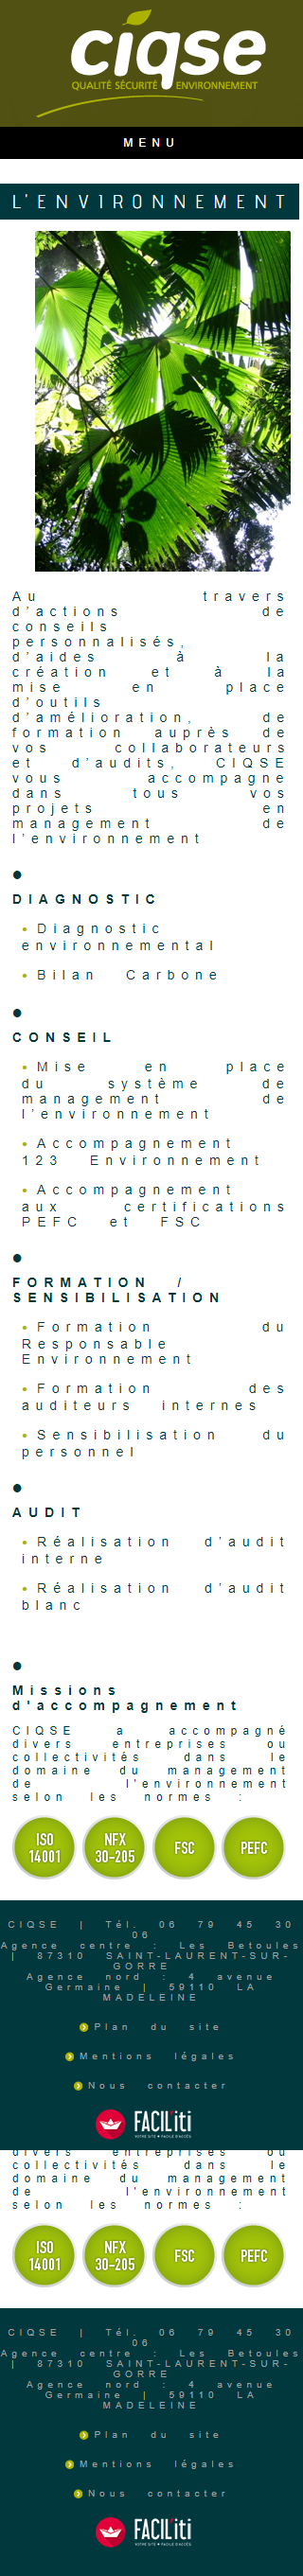 ciqse
QUALITÉ SÉCURITÉ ENVIRONNEMENT
MENU
L'ENVIRONNEMENT
Au travers
d'actions de
conseils
personnalisés,
d'aides à la
création et à la
mise en place
d'outils
d'amélioration, de
formation auprès de
vos collaborateurs
et d'audits, CIQSE
vous accompagne
dans tous vos
projets en
management de
l'environnement
●
DIAGNOSTIC
• Diagnostic
environnemental
• Bilan Carbone
●
CONSEIL
• Mise en place
du système de
management de
l'environnement
• Accompagnement
123 Environnement
• Accompagnement
aux certifications
PEFC et FSC
●
FORMATION /
SENSIBILISATION
• Formation du
Responsable
Environnement
• Formation des
auditeurs internes
• Sensibilisation du
personnel
●
AUDIT
• Réalisation d'audit
interne
• Réalisation d'audit
blanc
●
Missions
d'accompagnement
CIQSE a accompagné
divers entreprises ou
collectivités dans le
domaine du management
de l'environnement
selon les normes :
ISO 14001 NFX 30-205 FSC PEFC
CIQSE | Tél. 06 79 45 30
06
Agence centre : Les Betoules
| 87310 SAINT-LAURENT-SUR-
GORRE
Agence nord : 4 avenue
Germaine | 59110 LA
MADELEINE
Plan du site
Mentions légales
Nous contacter
FACIL'iti
VOTRE SITE + FACILE D'ACCÈS
divers entreprises ou
collectivités dans le
domaine du management
de l'environnement
selon les normes :
ISO 14001 NFX 30-205 FSC PEFC
CIQSE | Tél. 06 79 45 30
06
Agence centre : Les Betoules
| 87310 SAINT-LAURENT-SUR-
GORRE
Agence nord : 4 avenue
Germaine | 59110 LA
MADELEINE
Plan du site
Mentions légales
Nous contacter
FACIL'iti
VOTRE SITE + FACILE D'ACCÈS